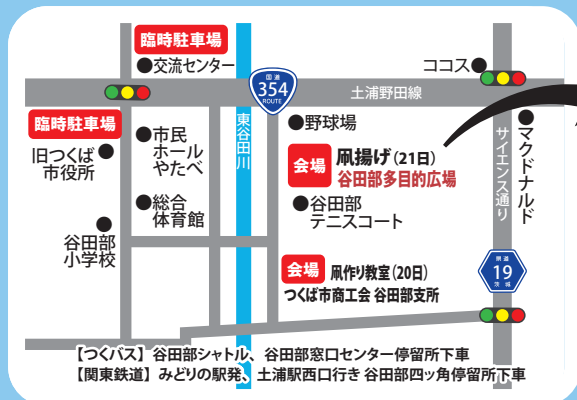 臨時駐車場
●交流センター
ココス●
国道
354
ROUTE
土浦野田線
臨時駐車場
旧つくば●
市役所
●市民
ホール
やたべ
東谷田川
●野球場
会場 凧揚げ(21日)
谷田部多目的広場
サイエンス通り
●マクドナルド
●総合
体育館
●谷田部
テニスコート
●
谷田部
小学校
会場 凧作り教室(20日)
つくば市商工会 谷田部支所
県道
19
茨城
【つくバス】谷田部シャトル、谷田部窓口センター停留所下車
【関東鉄道】みどりの駅発、土浦駅西口行き 谷田部四ッ角停留所下車